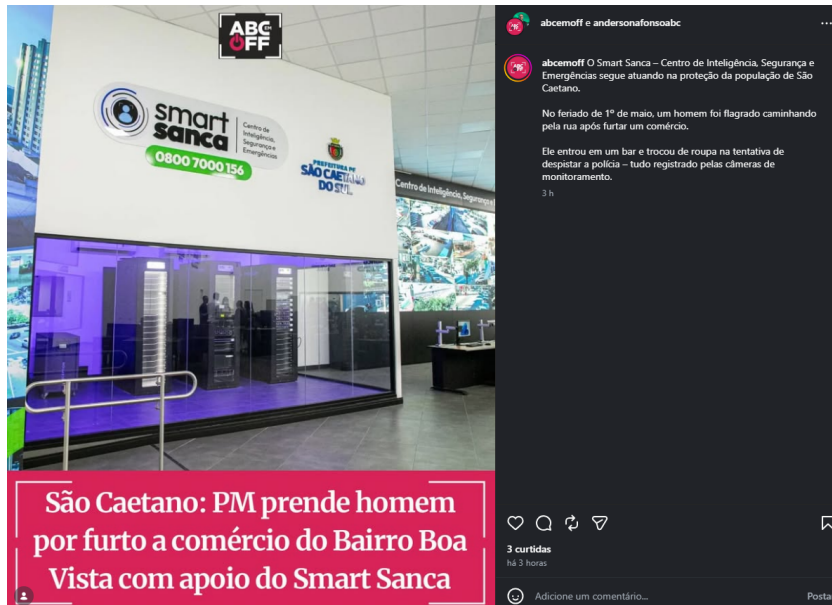 ABC
EM
OFF
smart
sanca
Centro de
Inteligência,
Segurança e
Emergências
0800 7000 156
PREFEITURA DE
SÃO CAETANO
DO SUL
Centro de Inteligência, Segurança e
São Caetano: PM prende homem
por furto a comércio do Bairro Boa
Vista com apoio do Smart Sanca
abcemoff e andersonafonsoabc
abcemoff O Smart Sanca – Centro de Inteligência, Segurança e
Emergências segue atuando na proteção da população de São
Caetano.
No feriado de 1º de maio, um homem foi flagrado caminhando
pela rua após furtar um comércio.
Ele entrou em um bar e trocou de roupa na tentativa de
despistar a polícia – tudo registrado pelas câmeras de
monitoramento.
3 h
3 curtidas
há 3 horas
Adicione um comentário...
Posta